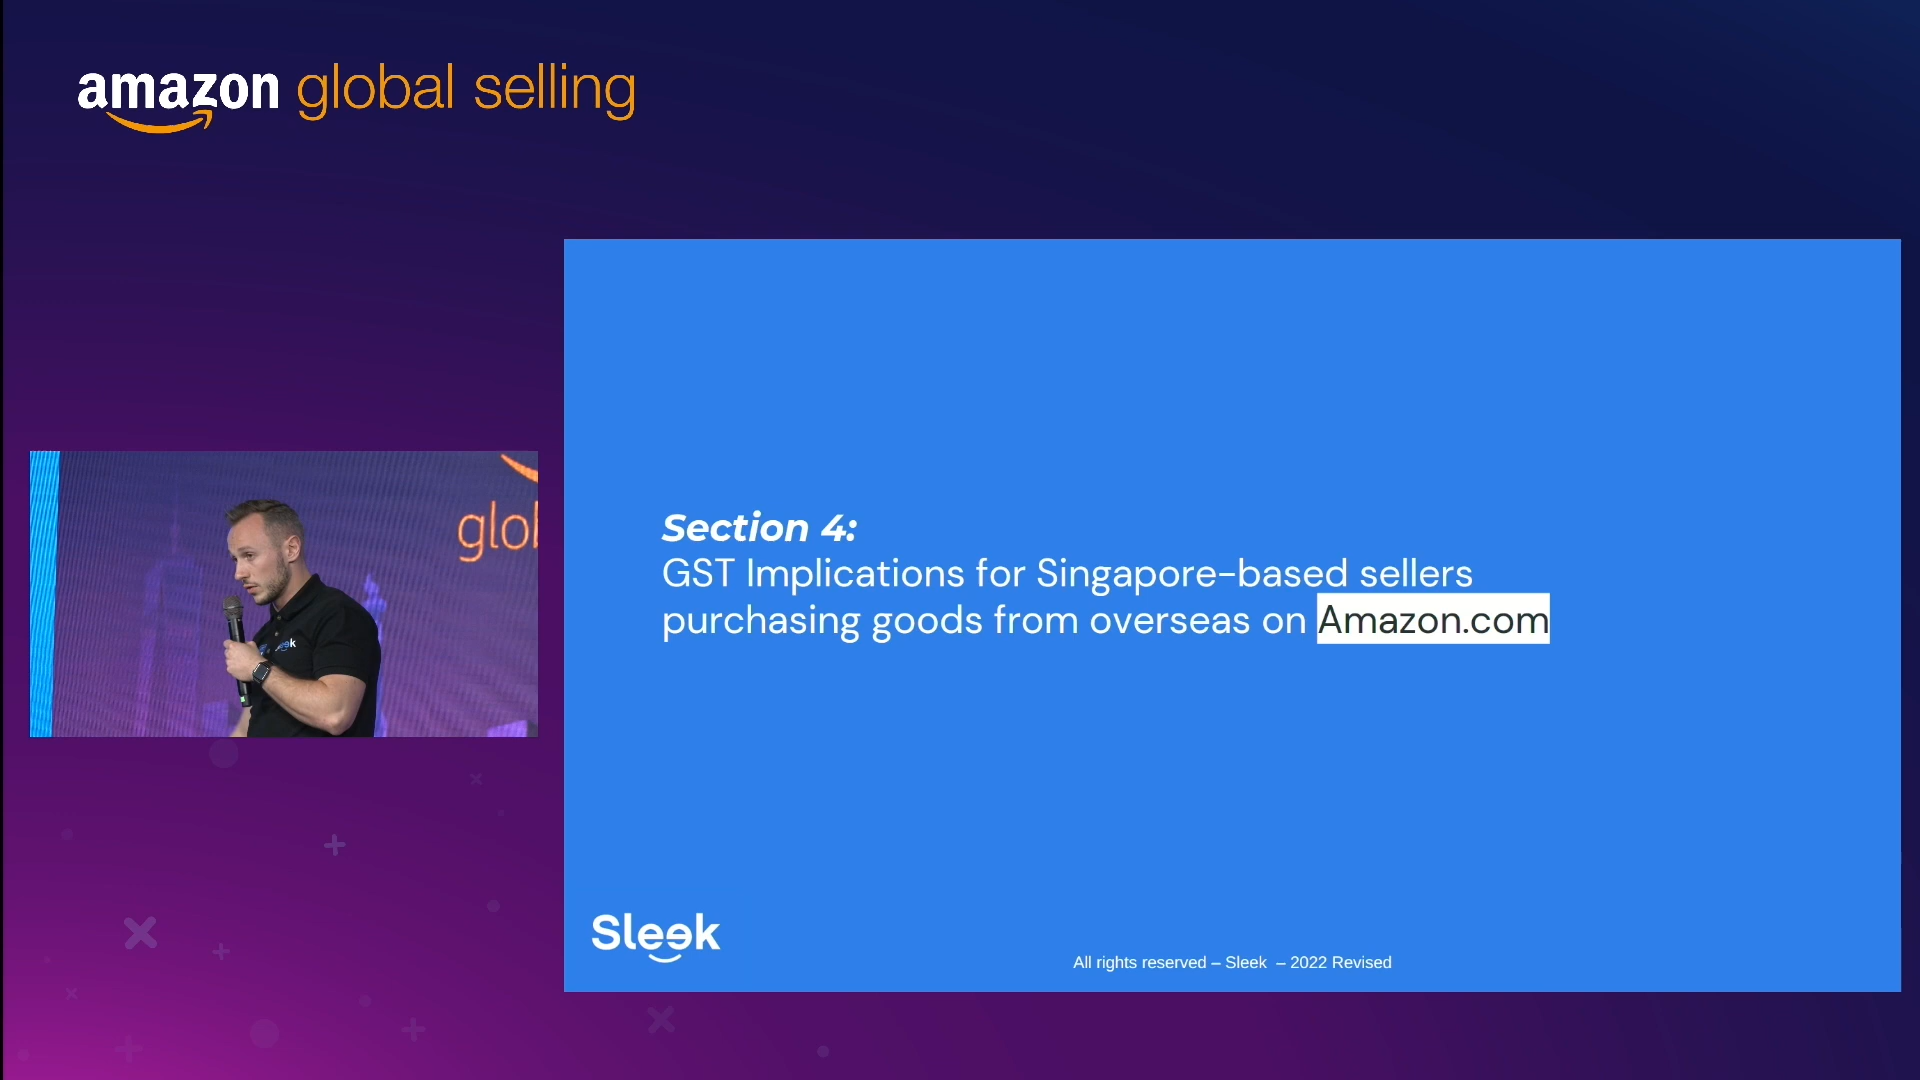 amazon global selling
glo
Section 4:
GST Implications for Singapore-based sellers
purchasing goods from overseas on Amazon.com
Sleek
All rights reserved – Sleek – 2022 Revised